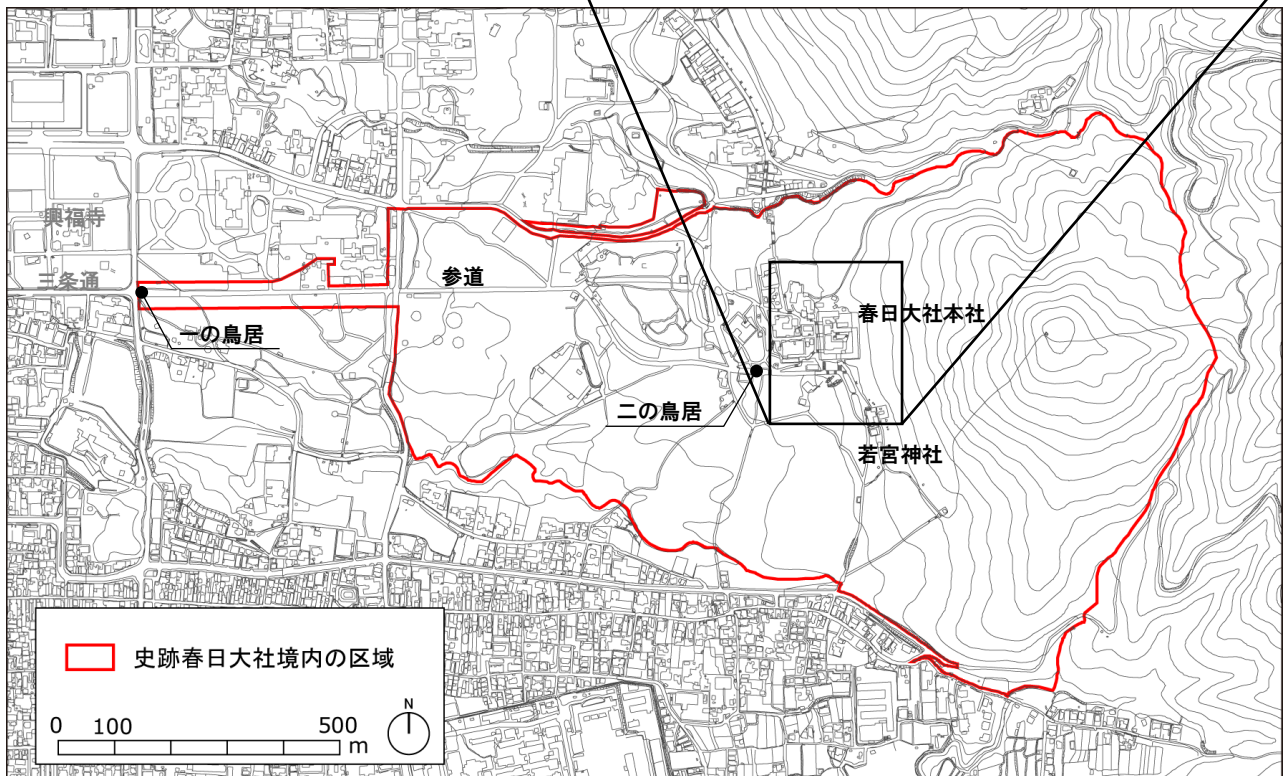 興福寺
三条通
参道
一の鳥居
春日大社本社
二の鳥居
若宮神社
史跡春日大社境内の区域
0 100 500 m
N